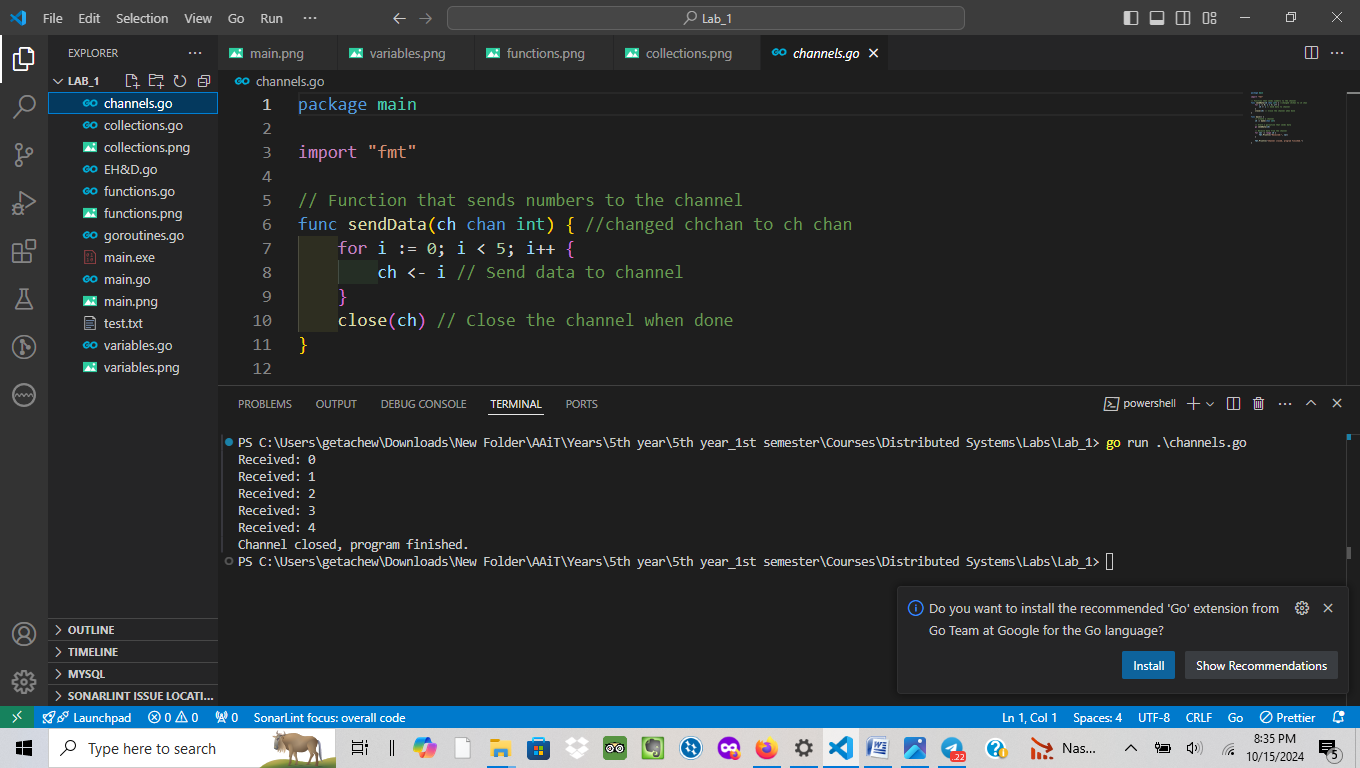 File Edit Selection View Go Run ··· Lab_1
EXPLORER ···
main.png variables.png functions.png collections.png channels.go
LAB_1
channels.go
channels.go
collections.go
collections.png
EH&D.go
functions.go
functions.png
goroutines.go
main.exe
main.go
main.png
test.txt
variables.go
variables.png
OUTLINE
TIMELINE
MYSQL
SONARLINT ISSUE LOCATI...
1 package main
2
3 import "fmt"
4
5 // Function that sends numbers to the channel
6 func sendData(ch chan int) { //changed chchan to ch chan
7 for i := 0; i < 5; i++ {
8 ch <- i // Send data to channel
9 }
10 close(ch) // Close the channel when done
11 }
12
PROBLEMS OUTPUT DEBUG CONSOLE TERMINAL PORTS powershell
PS C:\Users\getachew\Downloads\New Folder\AAiT\Years\5th year\5th year_1st semester\Courses\Distributed Systems\Labs\Lab_1> go run .\channels.go
Received: 0
Received: 1
Received: 2
Received: 3
Received: 4
Channel closed, program finished.
PS C:\Users\getachew\Downloads\New Folder\AAiT\Years\5th year\5th year_1st semester\Courses\Distributed Systems\Labs\Lab_1>
Do you want to install the recommended 'Go' extension from
Go Team at Google for the Go language?
Install Show Recommendations
Launchpad 0 0 0 SonarLint focus: overall code Ln 1, Col 1 Spaces: 4 UTF-8 CRLF Go Prettier
Type here to search 22 Nas... 8:35 PM
10/15/2024 5